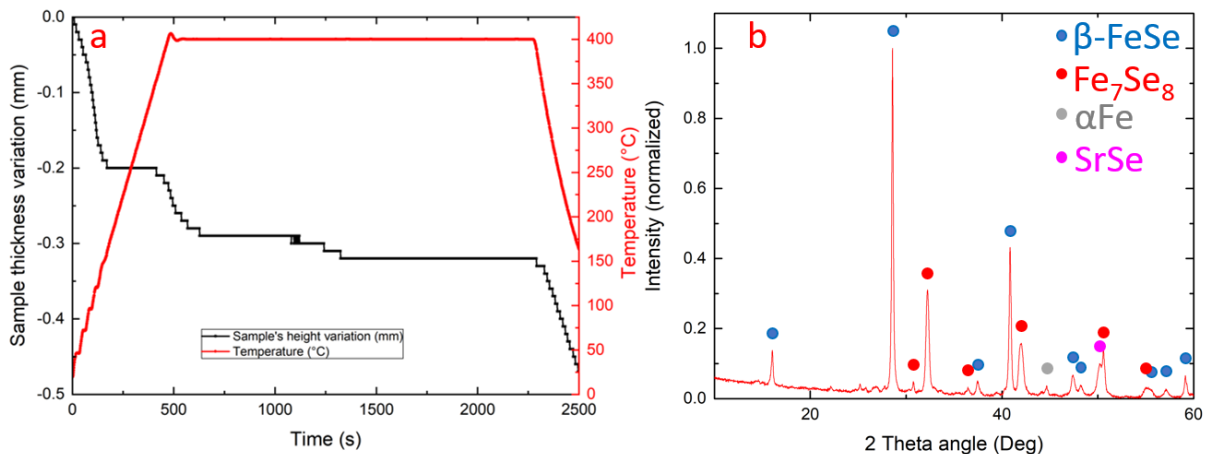 a
0.0
-0.1
-0.2
-0.3
-0.4
-0.5
Sample thickness variation (mm)
0
500
1000
1500
2000
2500
Time (s)
400
350
300
250
200
150
100
50
0
Temperature (°C)
Sample's height variation (mm)
Temperature (°C)
b
1.0
0.8
0.6
0.4
0.2
0.0
Intensity (normalized)
20
40
60
2 Theta angle (Deg)
β-FeSe
Fe₇Se₈
αFe
SrSe